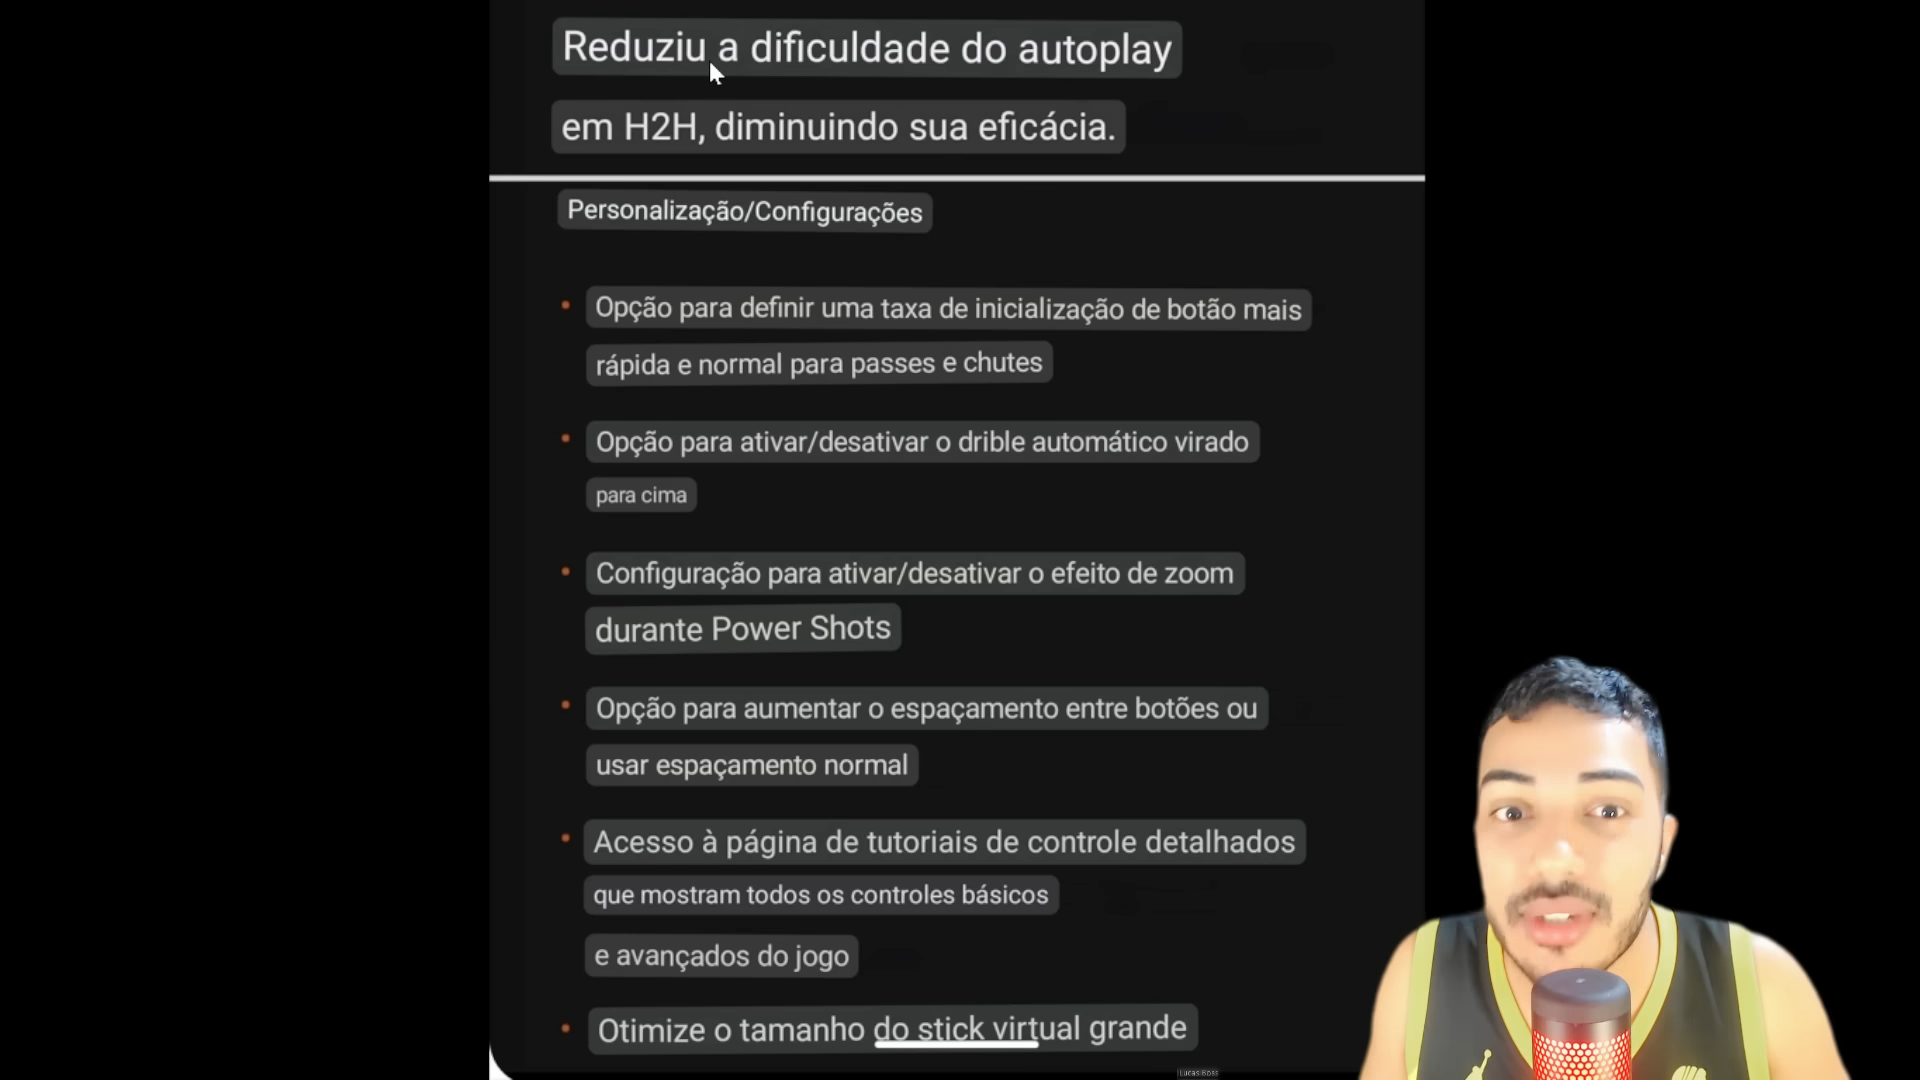 Reduziu a dificuldade do autoplay
em H2H, diminuindo sua eficácia.
Personalização/Configurações
Opção para definir uma taxa de inicialização de botão mais
rápida e normal para passes e chutes
Opção para ativar/desativar o drible automático virado
para cima
Configuração para ativar/desativar o efeito de zoom
durante Power Shots
Opção para aumentar o espaçamento entre botões ou
usar espaçamento normal
Acesso à página de tutoriais de controle detalhados
que mostram todos os controles básicos
e avançados do jogo
Otimize o tamanho do stick virtual grande
Lucas Boss